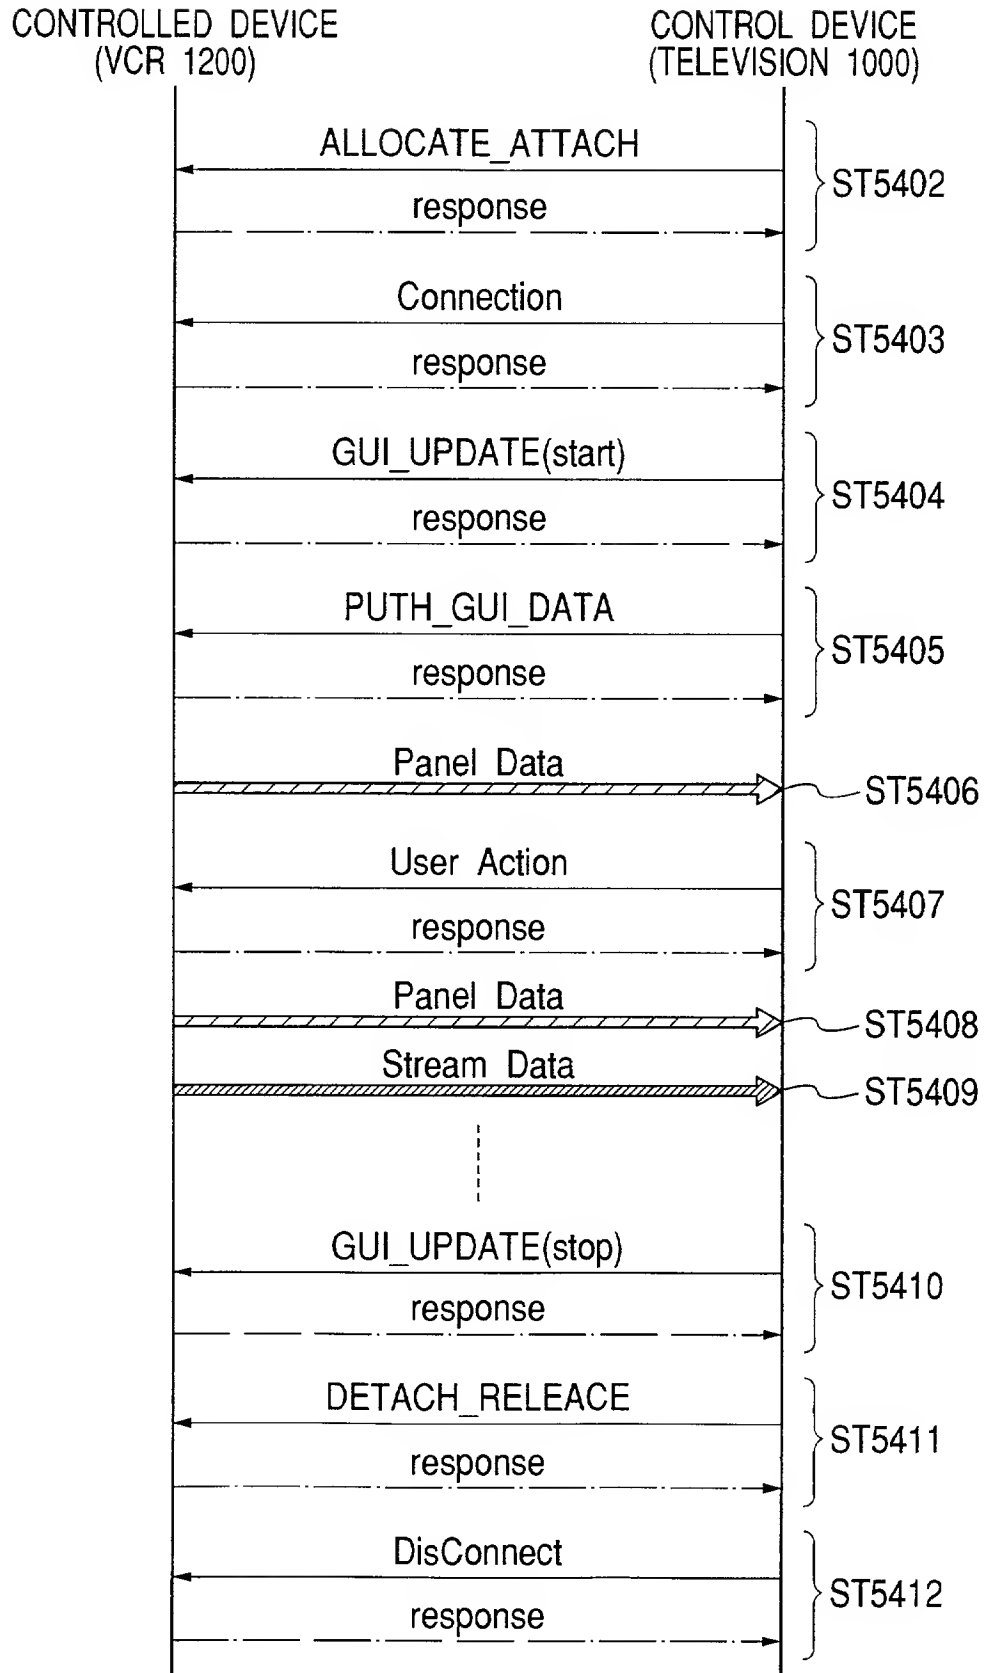 CONTROLLED DEVICE
(VCR 1200)
CONTROL DEVICE
(TELEVISION 1000)
ALLOCATE_ATTACH
response
ST5402
Connection
response
ST5403
GUI_UPDATE(start)
response
ST5404
PUTH_GUI_DATA
response
ST5405
Panel Data
ST5406
User Action
response
ST5407
Panel Data
ST5408
Stream Data
ST5409
GUI_UPDATE(stop)
response
ST5410
DETACH_RELEACE
response
ST5411
DisConnect
response
ST5412